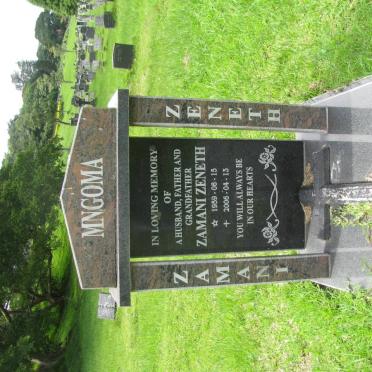 MNGOMA
ZAMANI
ZENETH
IN LOVING MEMORY
OF
A HUSBAND, FATHER AND
GRANDFATHER
ZAMANI ZENETH
☆ 1959 - 06 - 15
✝ 2006 - 04 - 13
YOU WILL ALWAYS BE
IN OUR HEARTS